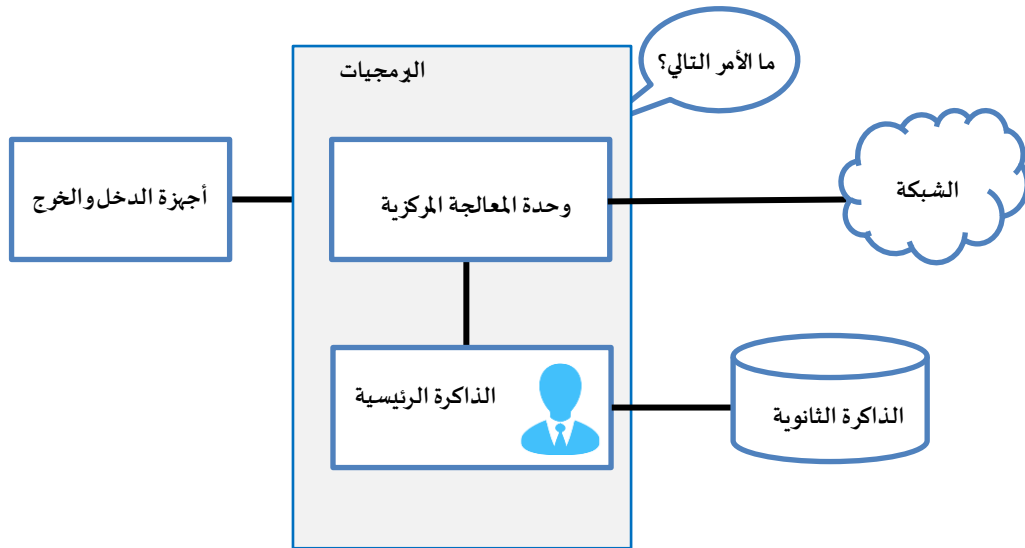 ما الأمر التالي؟
البرمجيات
أجهزة الدخل والخرج
وحدة المعالجة المركزية
الشبكة
الذاكرة الرئيسية
الذاكرة الثانوية